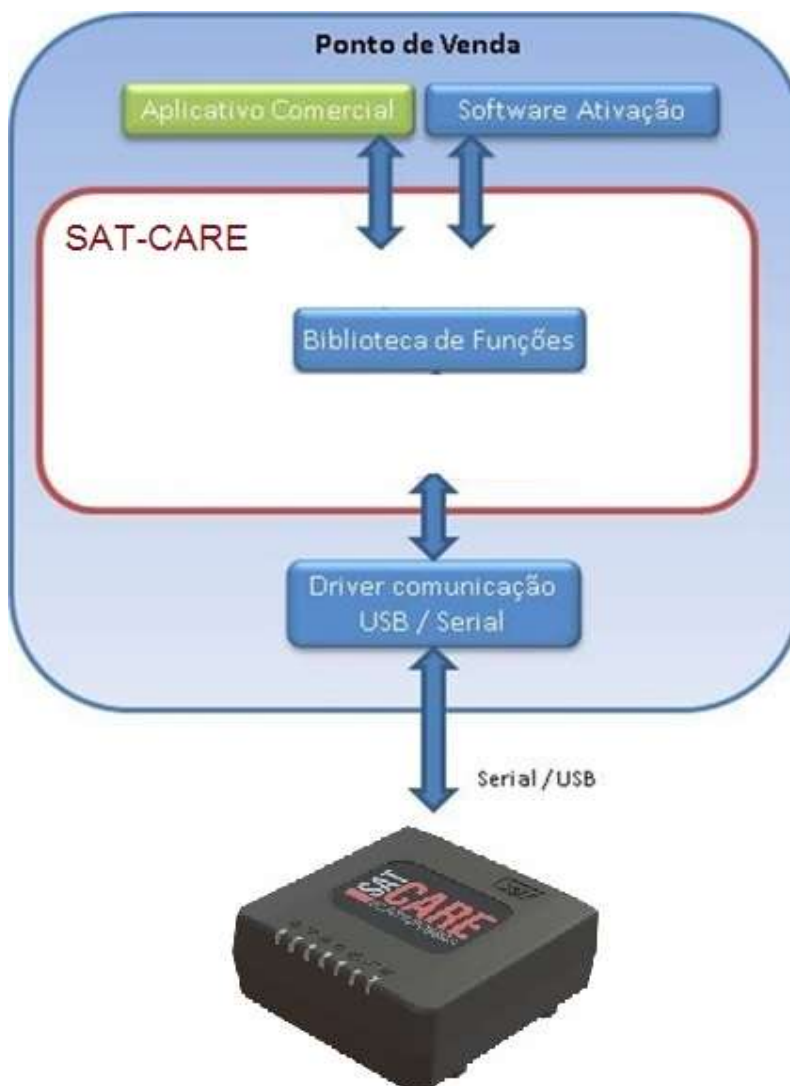 Ponto de Venda
Aplicativo Comercial
Software Ativação
SAT-CARE
Biblioteca de Funções
Driver comunicação
USB / Serial
Serial / USB
SAT
CARE